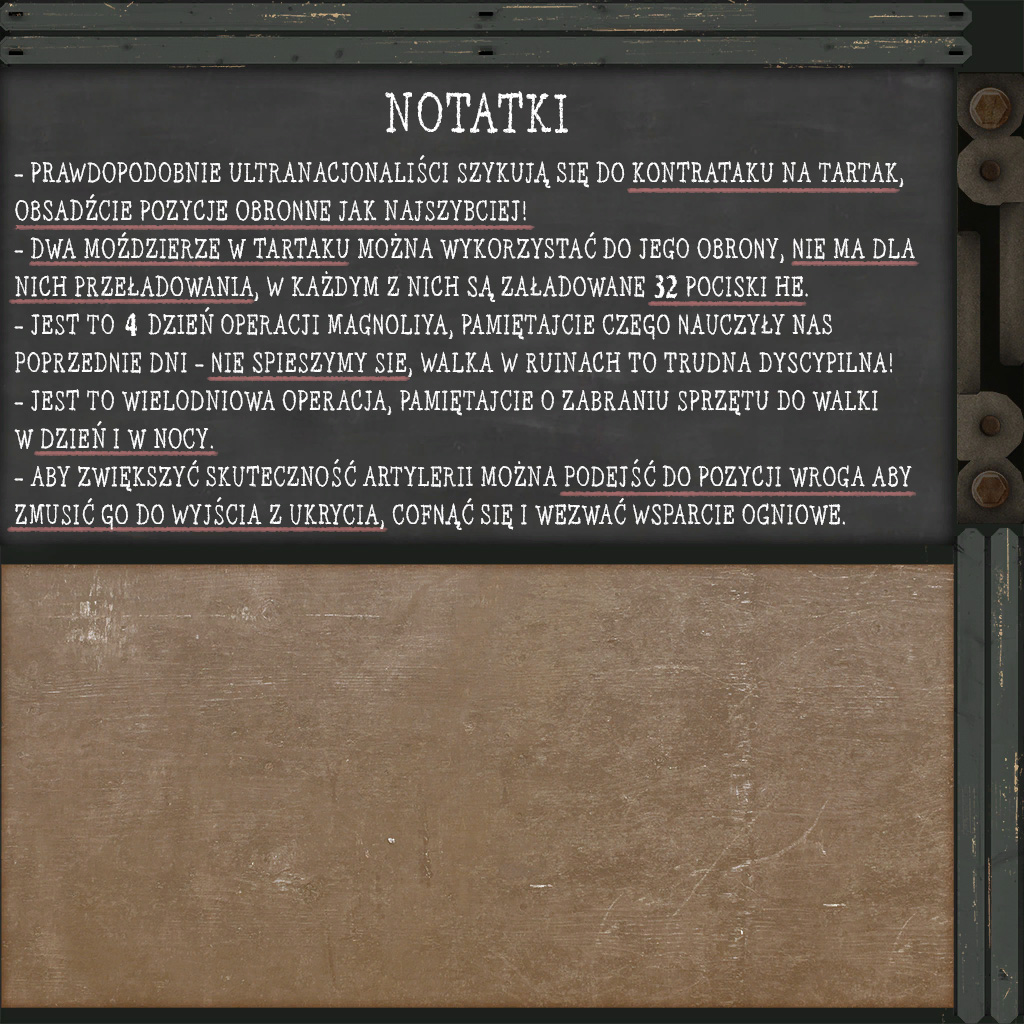 NOTATKI
- PRAWDOPODOBNIE ULTRANACJONALIŚCI SZYKUJĄ SIĘ DO KONTRATAKU NA TARTAK,
OBSADŹCIE POZYCJE OBRONNE JAK NAJSZYBCIEJ!
- DWA MOŹDZIERZE W TARTAKU MOŻNA WYKORZYSTAĆ DO JEGO OBRONY, NIE MA DLA
NICH PRZEŁADOWANIA, W KAŻDYM Z NICH SĄ ZAŁADOWANE 32 POCISKI HE.
- JEST TO 4 DZIEŃ OPERACJI MAGNOLIYA, PAMIĘTAJCIE CZEGO NAUCZYŁY NAS
POPRZEDNIE DNI - NIE SPIESZYMY SIE, WALKA W RUINACH TO TRUDNA DYSCYPILNA!
- JEST TO WIELODNIOWA OPERACJA, PAMIĘTAJCIE O ZABRANIU SPRZĘTU DO WALKI
W DZIEŃ I W NOCY.
- ABY ZWIĘKSZYĆ SKUTECZNOŚĆ ARTYLERII MOŻNA PODEJŚĆ DO POZYCJI WROGA ABY
ZMUSIĆ GO DO WYJŚCIA Z UKRYCIA, COFNĄĆ SIĘ I WEZWAĆ WSPARCIE OGNIOWE.